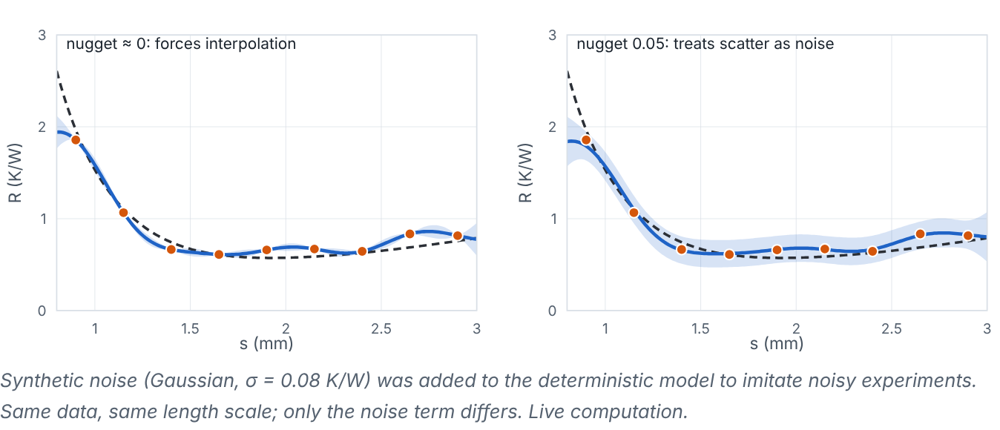 nugget ≈ 0: forces interpolation
3
2
1
0
R (K/W)
1
1.5
2
2.5
3
s (mm)
nugget 0.05: treats scatter as noise
3
2
1
0
R (K/W)
1
1.5
2
2.5
3
s (mm)
Synthetic noise (Gaussian, σ = 0.08 K/W) was added to the deterministic model to imitate noisy experiments.
Same data, same length scale; only the noise term differs. Live computation.